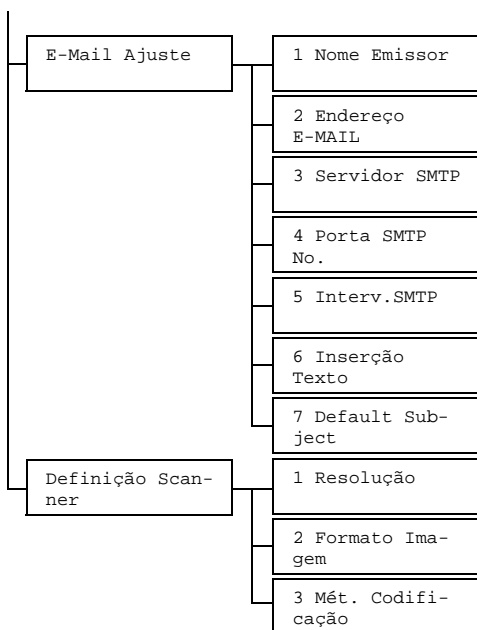 E-Mail Ajuste
1 Nome Emissor
2 Endereço
E-MAIL
3 Servidor SMTP
4 Porta SMTP
No.
5 Interv.SMTP
6 Inserção
Texto
7 Default Sub-
ject
Definição Scan-
ner
1 Resolução
2 Formato Ima-
gem
3 Mét. Codifi-
cação